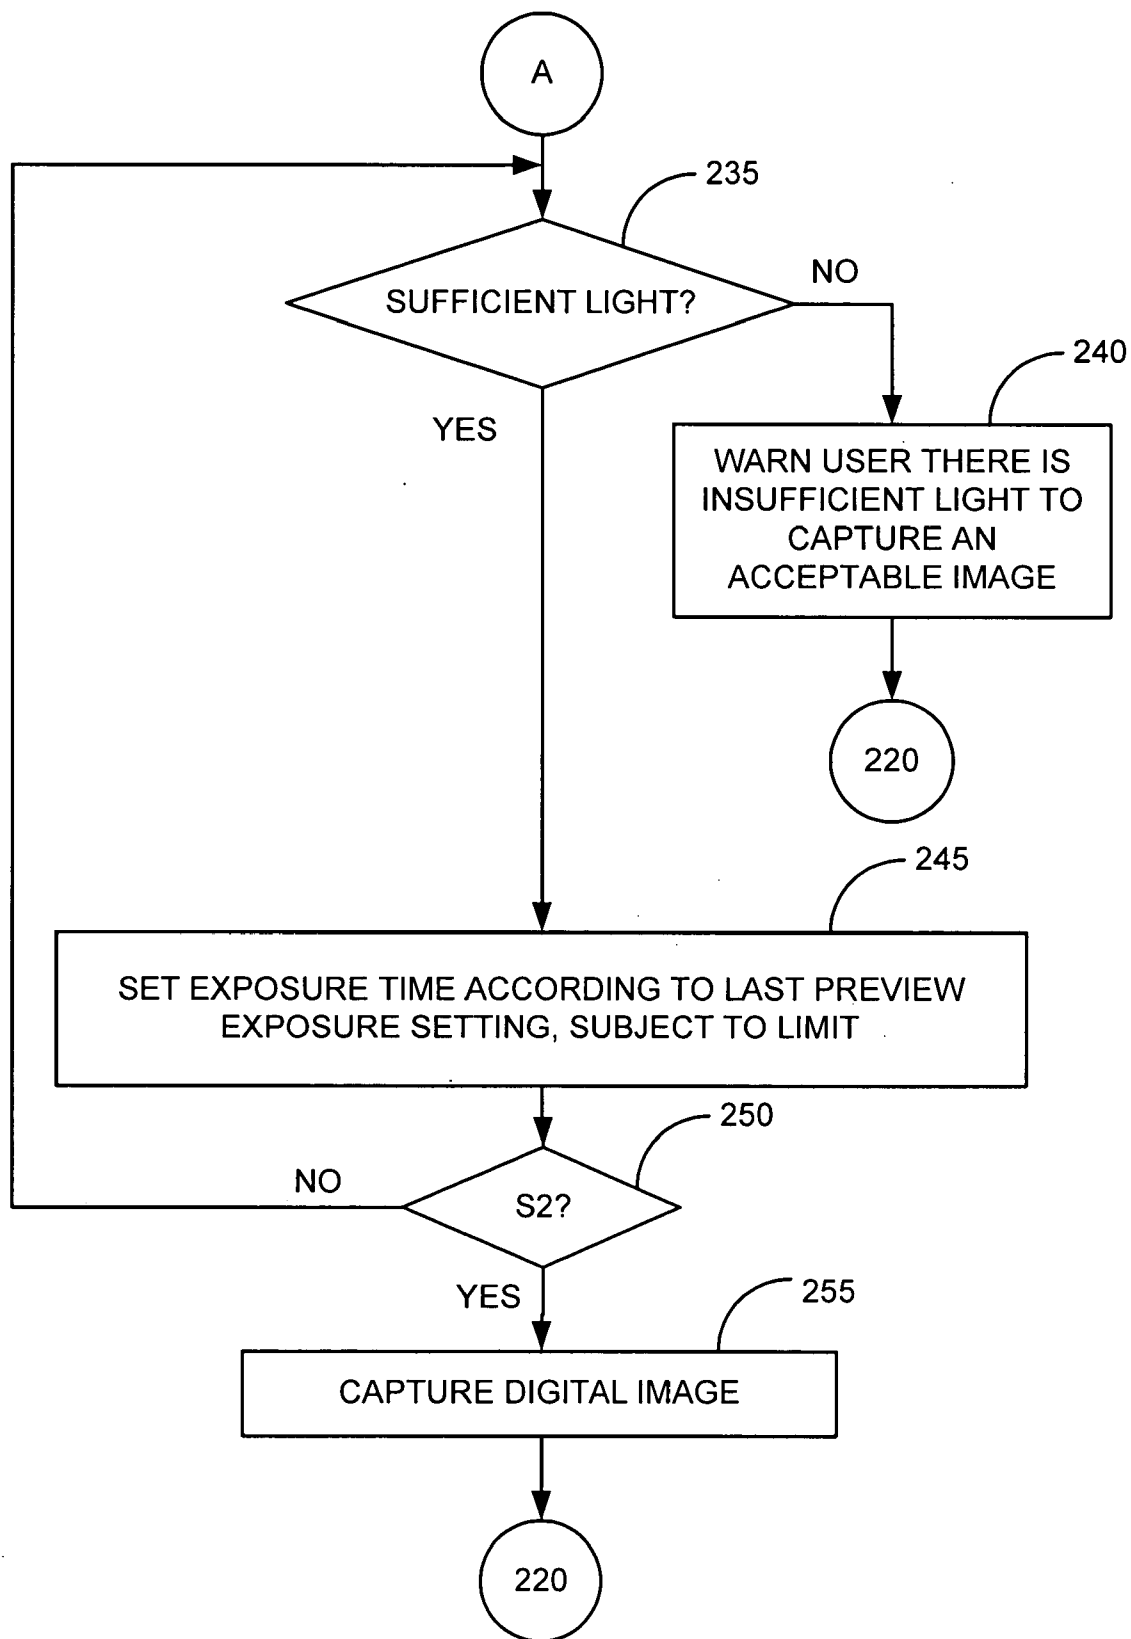 A
235
SUFFICIENT LIGHT?
NO
240
YES
WARN USER THERE IS
INSUFFICIENT LIGHT TO
CAPTURE AN
ACCEPTABLE IMAGE
220
245
SET EXPOSURE TIME ACCORDING TO LAST PREVIEW
EXPOSURE SETTING, SUBJECT TO LIMIT
250
NO
S2?
YES
255
CAPTURE DIGITAL IMAGE
220